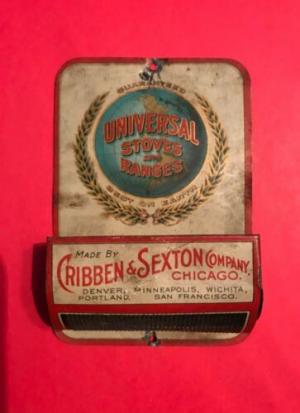 GUARANTEED
UNIVERSAL
STOVES
AND
RANGES
BEST ON EARTH
MADE BY
CRIBBEN & SEXTON COMPANY,
CHICAGO.
DENVER, MINNEAPOLIS, WICHITA,
PORTLAND, SAN FRANCISCO.